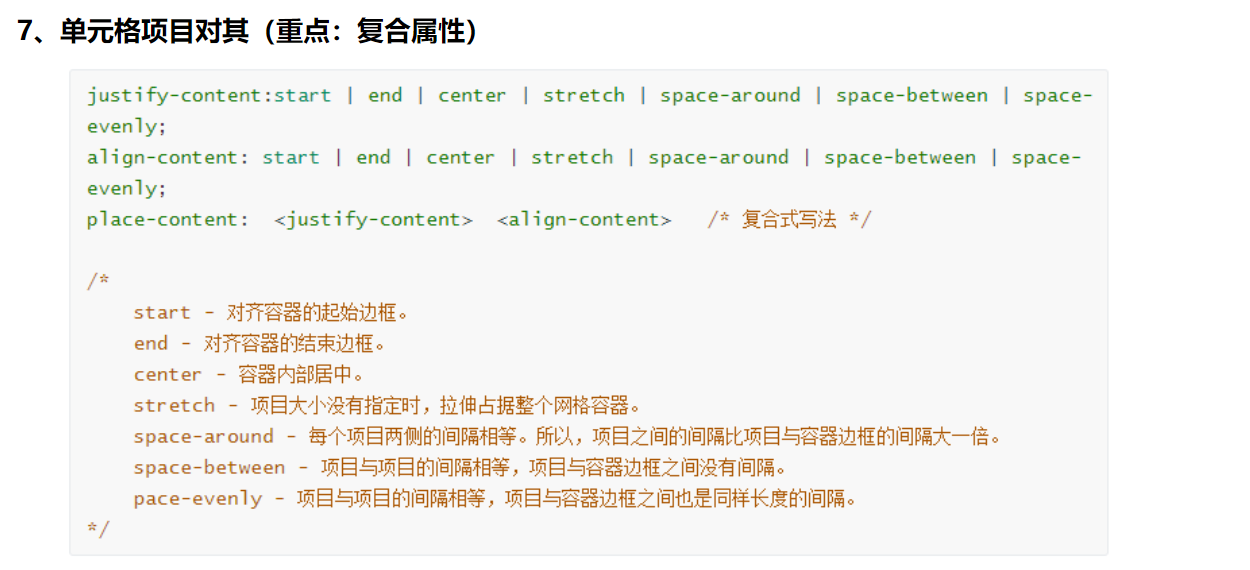 7、单元格项目对其（重点：复合属性）
justify-content:start | end | center | stretch | space-around | space-between | space-
evenly;
align-content: start | end | center | stretch | space-around | space-between | space-
evenly;
place-content:  <justify-content>  <align-content>   /* 复合式写法 */
/*
start - 对齐容器的起始边框。
end - 对齐容器的结束边框。
center - 容器内部居中。
stretch - 项目大小没有指定时，拉伸占据整个网格容器。
space-around - 每个项目两侧的间隔相等。所以，项目之间的间隔比项目与容器边框的间隔大一倍。
space-between - 项目与项目的间隔相等，项目与容器边框之间没有间隔。
pace-evenly - 项目与项目的间隔相等，项目与容器边框之间也是同样长度的间隔。
*/